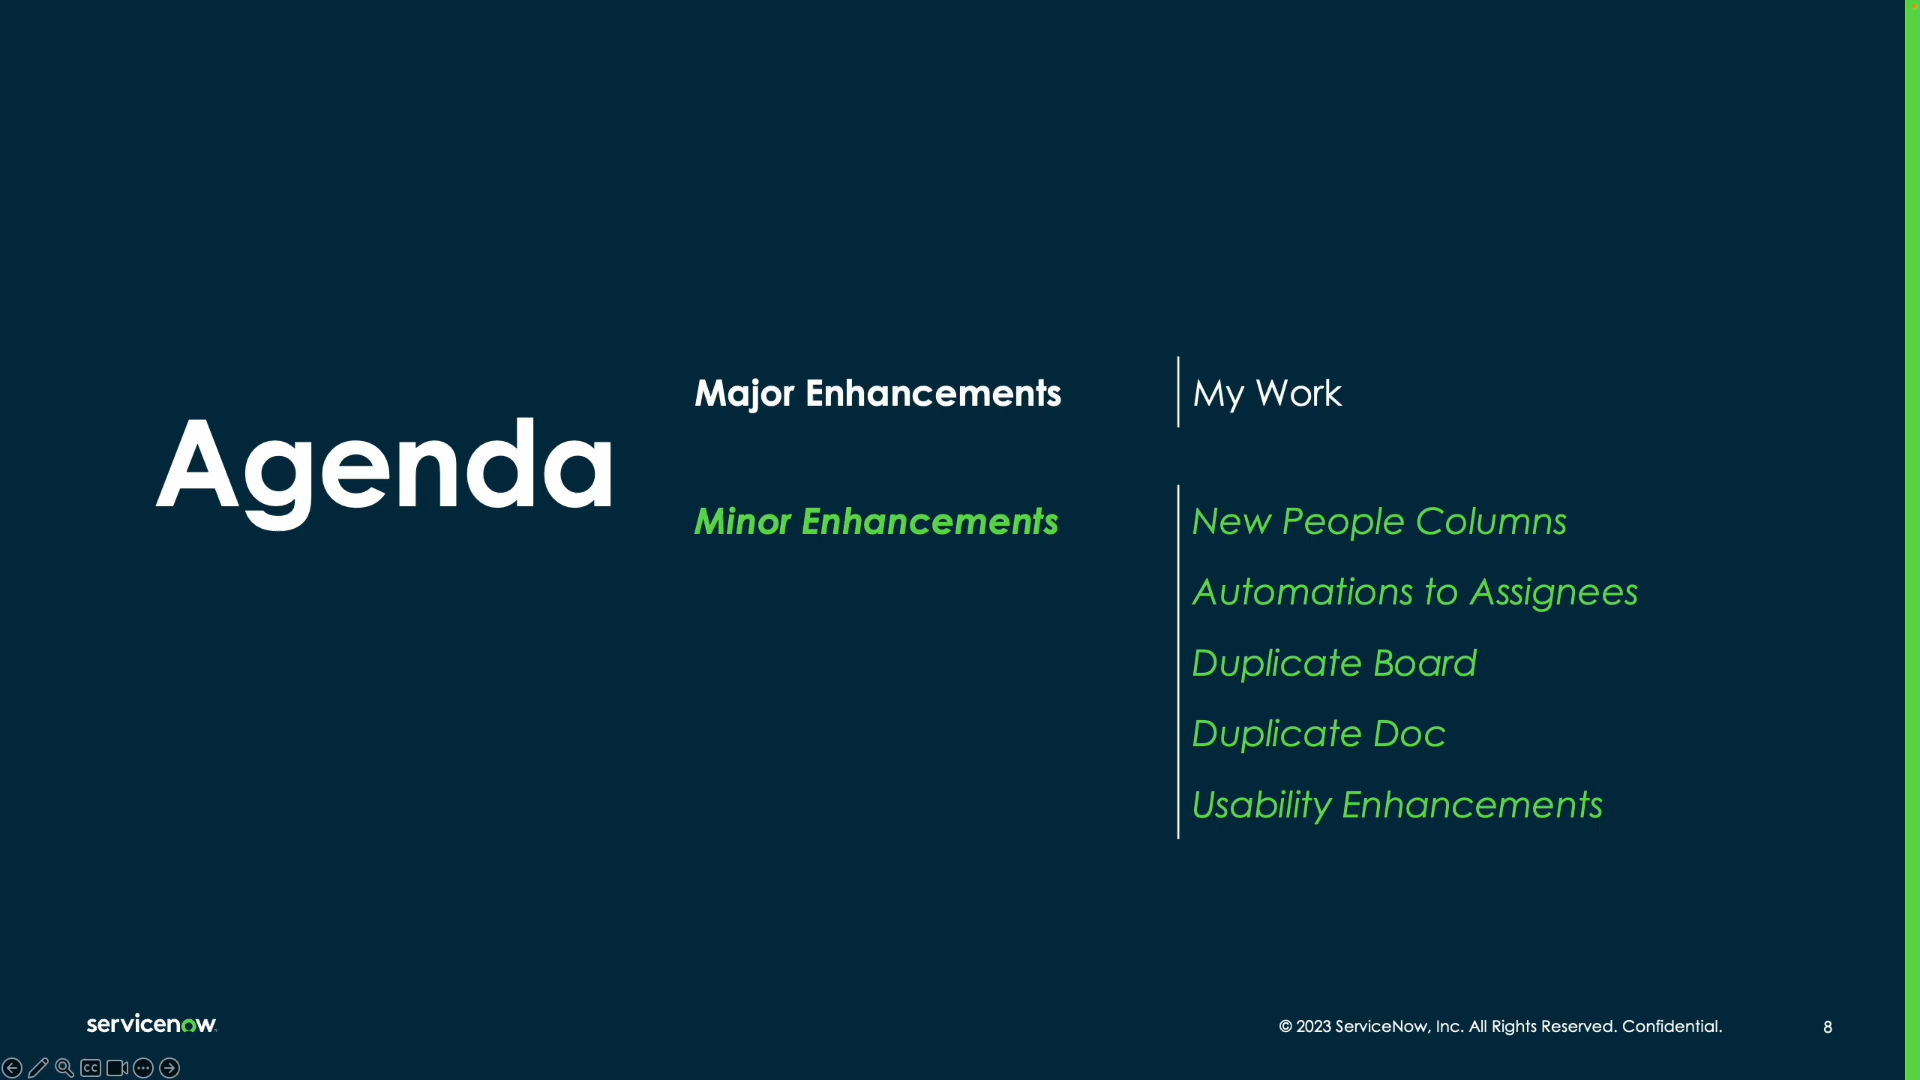 Agenda
Major Enhancements
My Work
Minor Enhancements
New People Columns
Automations to Assignees
Duplicate Board
Duplicate Doc
Usability Enhancements
servicenow
© 2023 ServiceNow, Inc. All Rights Reserved. Confidential.
8
CC